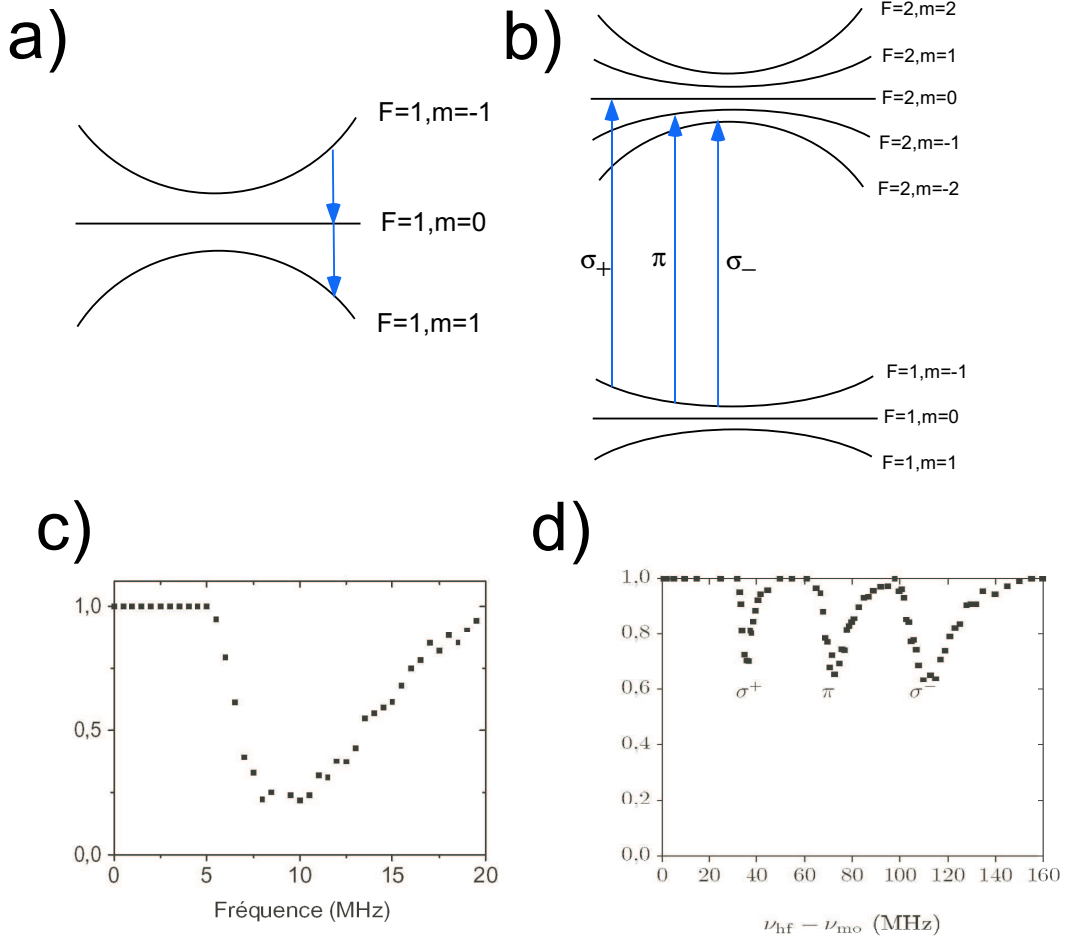 a)
F=1,m=-1
F=1,m=0
F=1,m=1
b)
F=2,m=2
F=2,m=1
F=2,m=0
F=2,m=-1
F=2,m=-2
σ+ π σ−
F=1,m=-1
F=1,m=0
F=1,m=1
c)
1,0
0,5
0,0
0 5 10 15 20
Fréquence (MHz)
d)
1,0
0,8
0,6
0,4
0,2
0.0
σ+ π σ−
0 20 40 60 80 100 120 140 160
νhf − νmo (MHz)